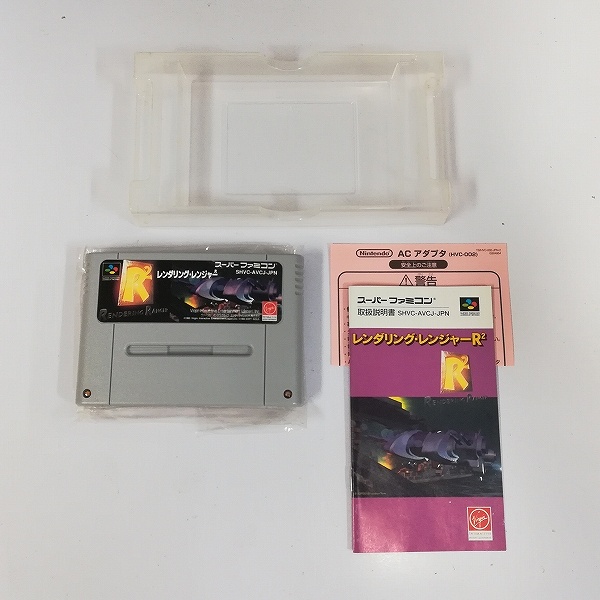 スーパーファミコン
レンダリング・レンジャーR²
SHVC-AVCJ-JPN
R²
RENDERING RANGER
Virgin
Nintendo
ACアダプタ(HVC-002)
安全上のご注意
警告
スーパーファミコン
取扱説明書 SHVC-AVCJ-JPN
レンダリング・レンジャーR²
R²
RENDERING RANGER
Virgin